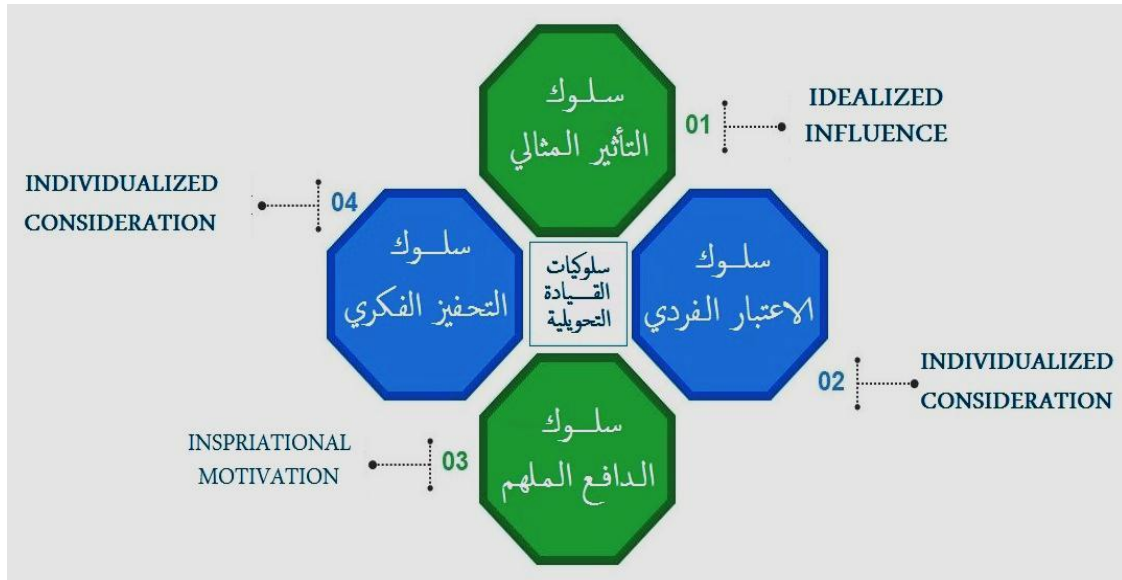 سلوك
التأثير المثالي
01
IDEALIZED
INFLUENCE
سلوك
الاعتبار الفردي
02
INDIVIDUALIZED
CONSIDERATION
سلوك
الدافع الملهم
03
INSPRIATIONAL
MOTIVATION
سلوك
التحفيز الفكري
04
INDIVIDUALIZED
CONSIDERATION
سلوكيات
القيادة
التحويلية